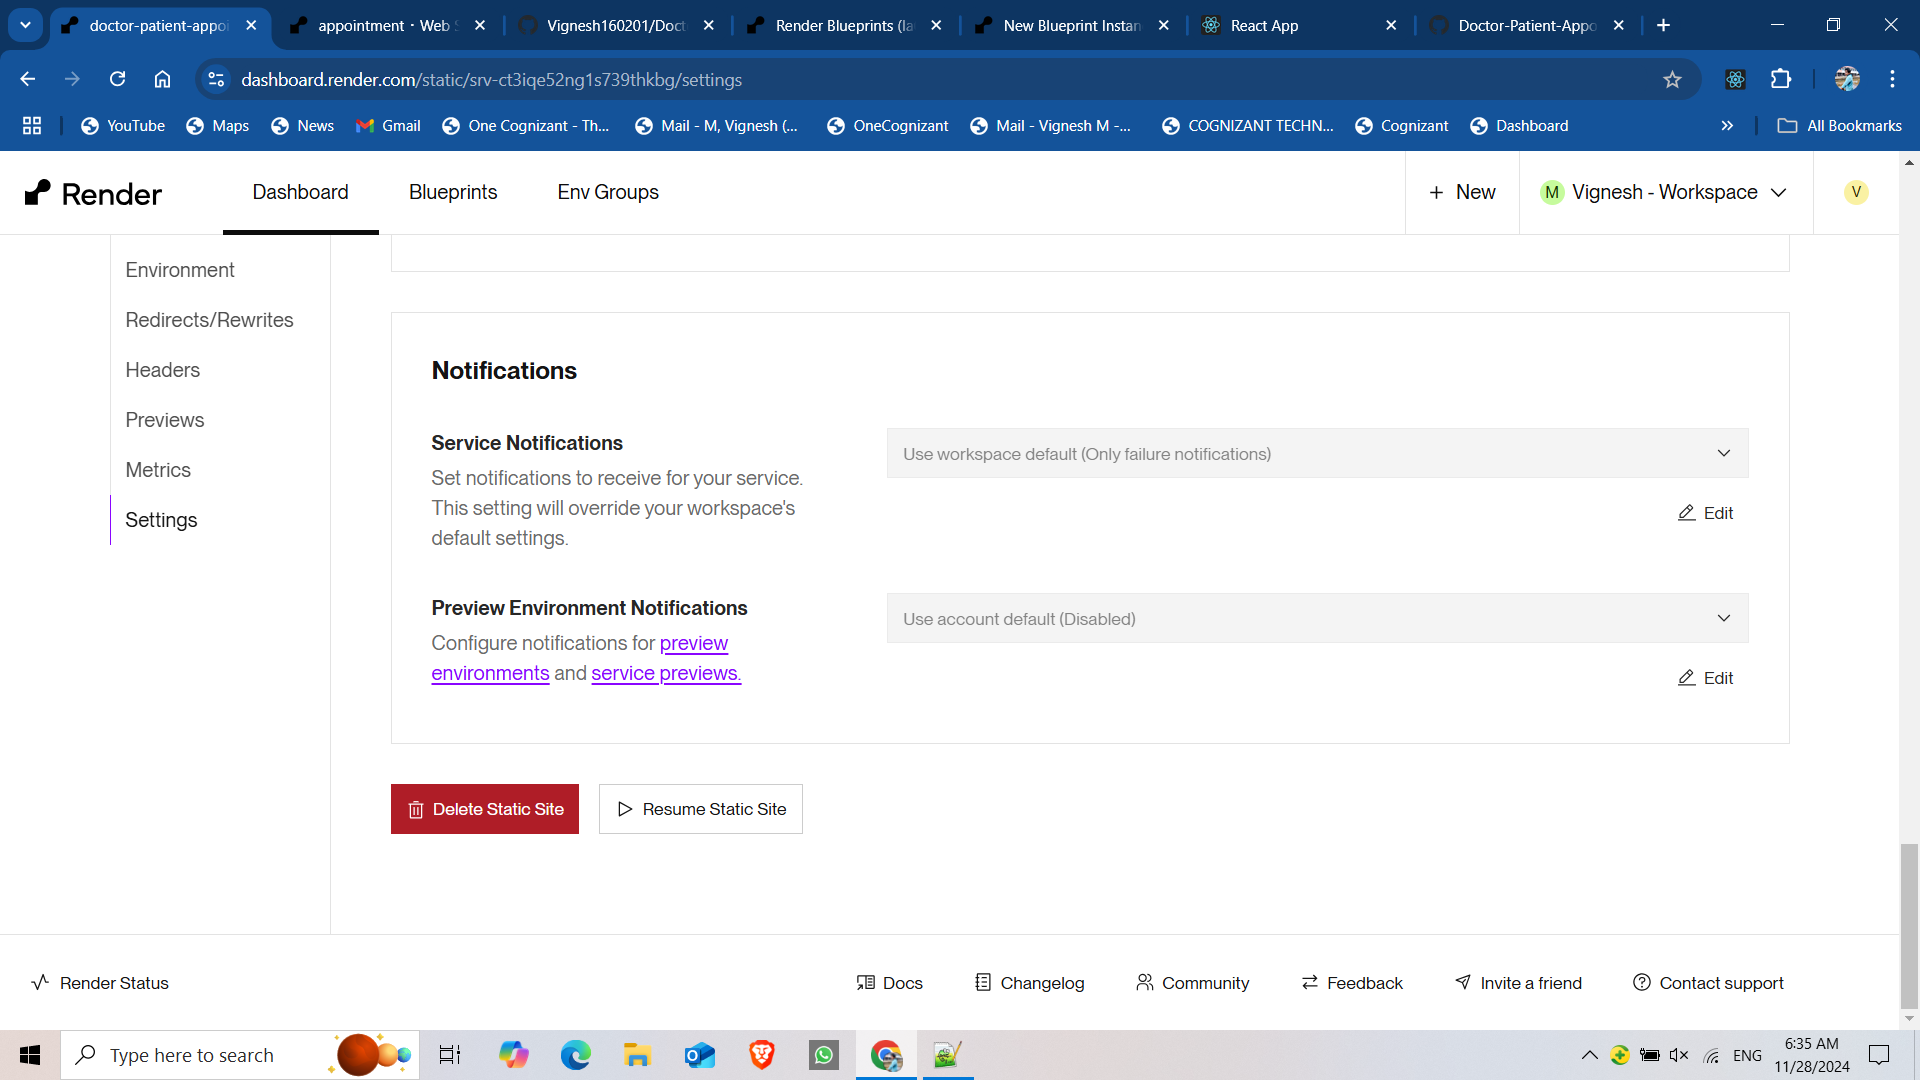 doctor-patient-appoi
appointment · Web S
Vignesh160201/Doct
Render Blueprints (la
New Blueprint Instan
React App
Doctor-Patient-Appo
dashboard.render.com/static/srv-ct3iqe52ng1s739thkbg/settings
YouTube
Maps
News
Gmail
One Cognizant - Th...
Mail - M, Vignesh (...
OneCognizant
Mail - Vignesh M -...
COGNIZANT TECHN...
Cognizant
Dashboard
All Bookmarks
Render
Dashboard
Blueprints
Env Groups
+ New
M Vignesh - Workspace
V
Environment
Redirects/Rewrites
Headers
Previews
Metrics
Settings
Notifications
Service Notifications
Set notifications to receive for your service.
This setting will override your workspace's
default settings.
Use workspace default (Only failure notifications)
Edit
Preview Environment Notifications
Configure notifications for preview
environments and service previews.
Use account default (Disabled)
Edit
Delete Static Site
Resume Static Site
Render Status
Docs
Changelog
Community
Feedback
Invite a friend
Contact support
Type here to search
ENG
6:35 AM
11/28/2024